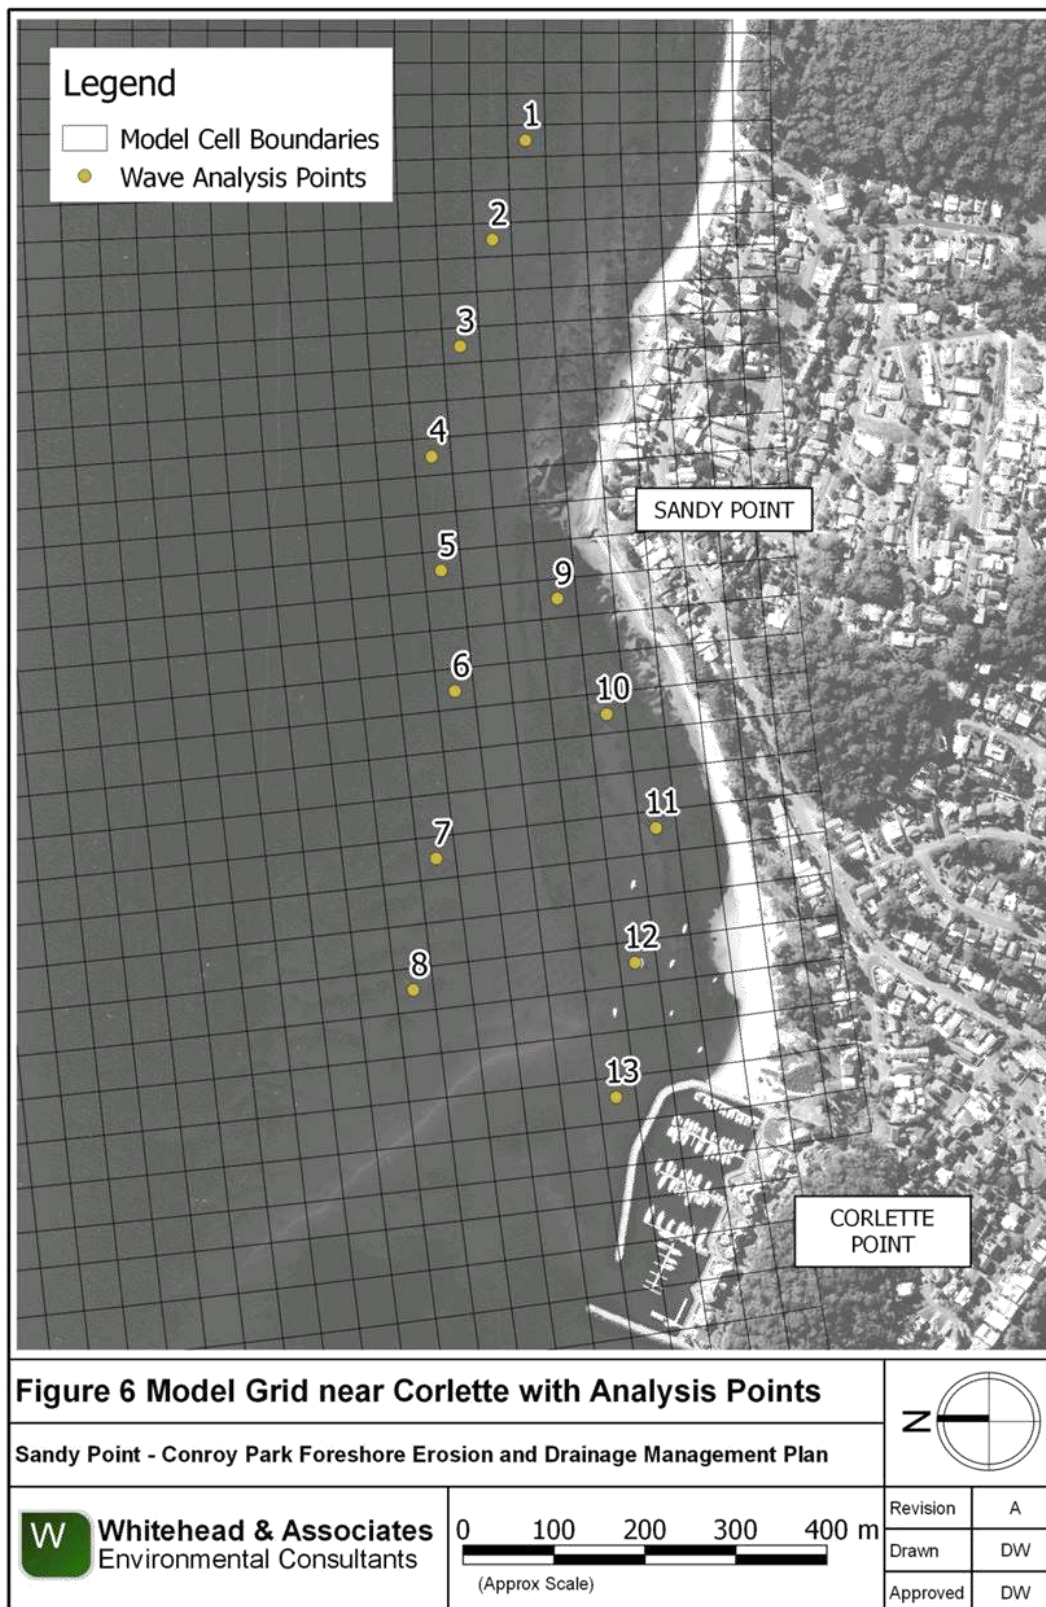 Legend
Model Cell Boundaries
Wave Analysis Points
1
2
3
4
5
9
6
10
11
7
12
8
13
SANDY POINT
CORLETTE
POINT
Figure 6 Model Grid near Corlette with Analysis Points
Sandy Point - Conroy Park Foreshore Erosion and Drainage Management Plan
N
W
Whitehead & Associates
Environmental Consultants
0 100 200 300 400 m
(Approx Scale)
Revision A
Drawn DW
Approved DW